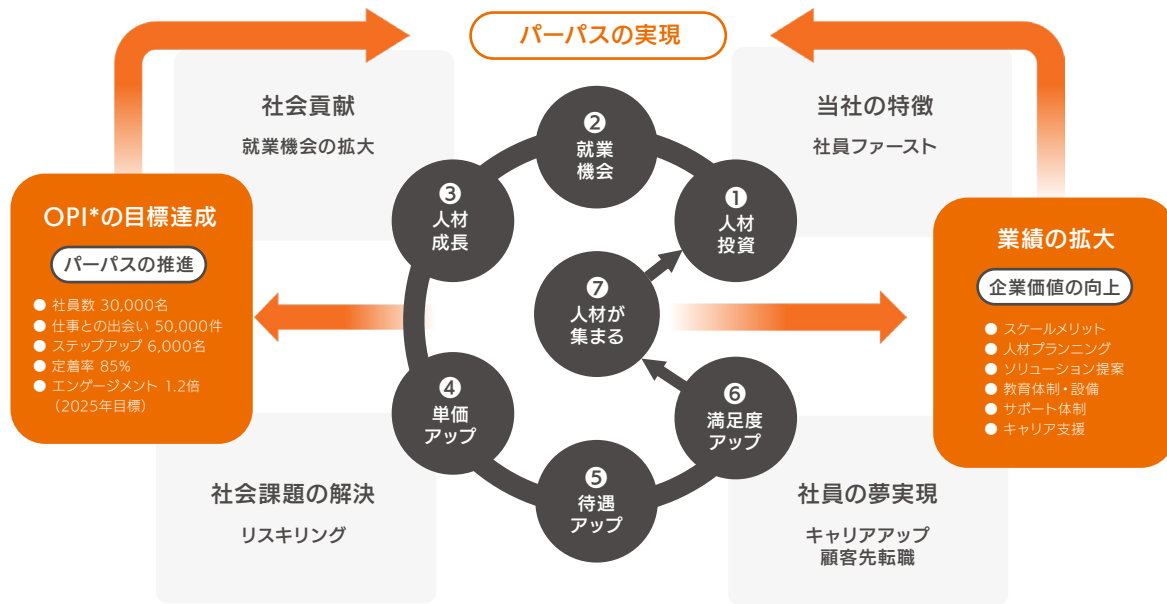 パーパスの実現
社会貢献
就業機会の拡大
当社の特徴
社員ファースト
OPI*の目標達成
パーパスの推進
● 社員数 30,000名
● 仕事との出会い 50,000件
● ステップアップ 6,000名
● 定着率 85%
● エンゲージメント 1.2倍
(2025年目標)
❶
人材
投資
❷
就業
機会
❸
人材
成長
❹
単価
アップ
❺
待遇
アップ
❻
満足度
アップ
❼
人材が
集まる
業績の拡大
企業価値の向上
● スケールメリット
● 人材プランニング
● ソリューション提案
● 教育体制・設備
● サポート体制
● キャリア支援
社会課題の解決
リスキリング
社員の夢実現
キャリアアップ
顧客先転職